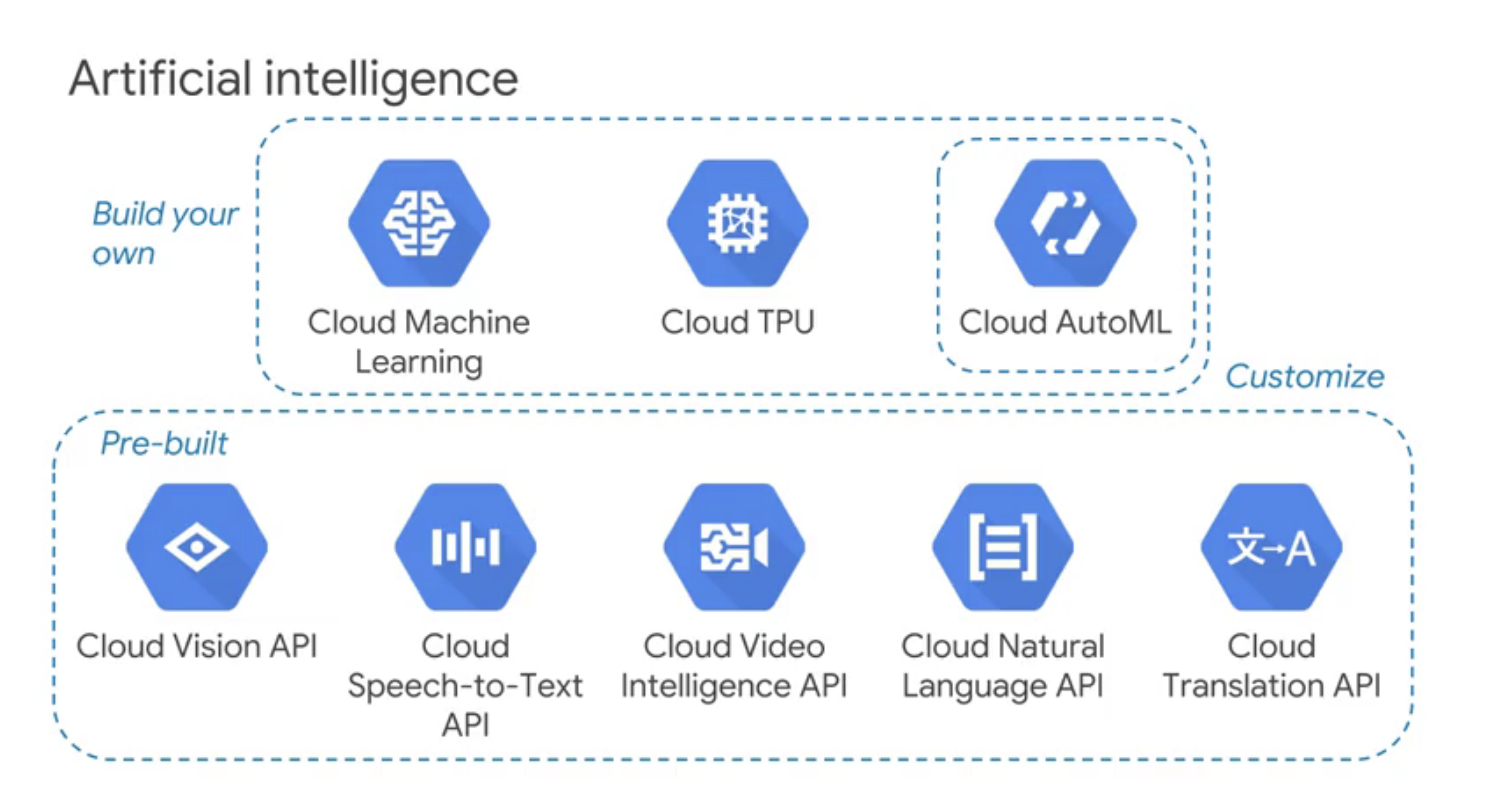 Artificial intelligence
Build your
own
Cloud Machine
Learning
Cloud TPU
Cloud AutoML
Customize
Pre-built
文→A
Cloud Vision API
Cloud
Speech-to-Text
API
Cloud Video
Intelligence API
Cloud Natural
Language API
Cloud
Translation API